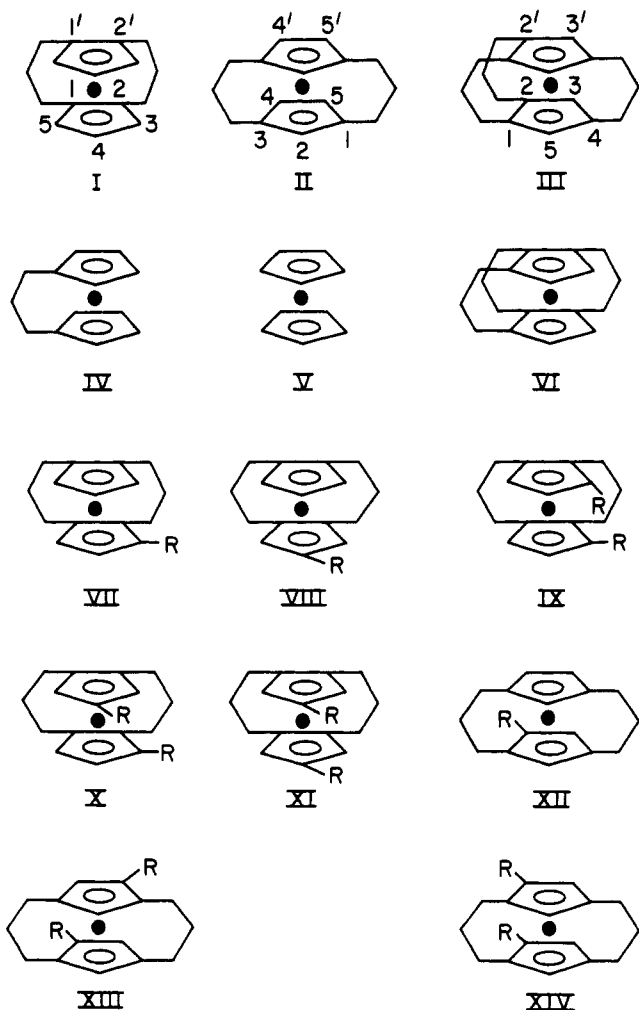 1' 2' 4' 5' 2' 3'
1 2 4 5 2 3
5 3 3 1 1 4
4 2 5
I II III
IV V VI
R R R R
VII VIII IX
R R R R R
X XI XII
R R
R R
XIII XIV